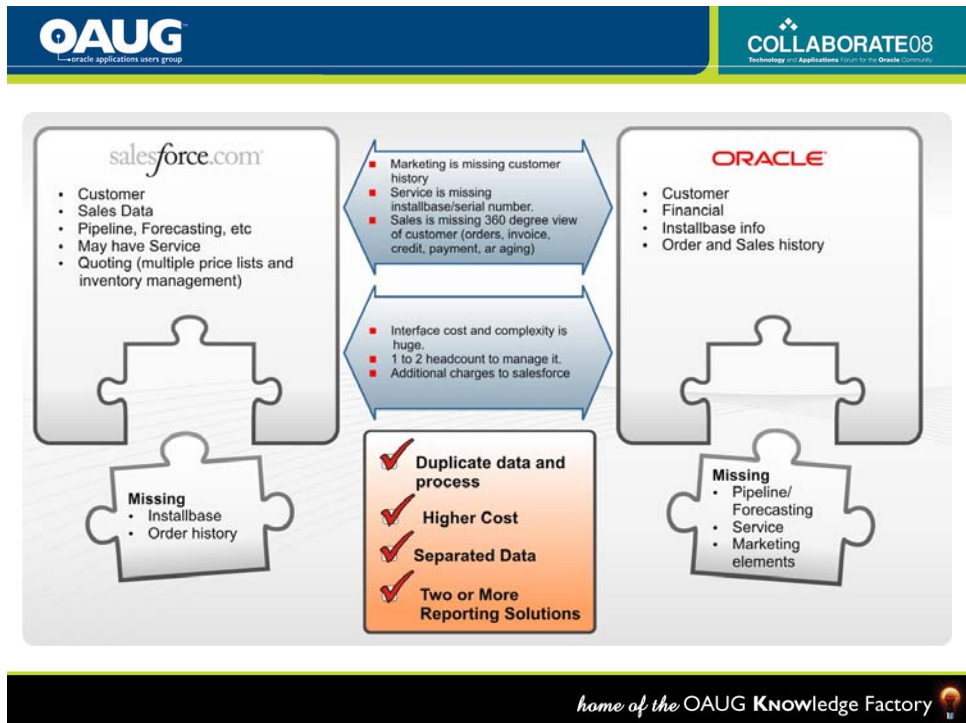 OAUG
oracle applications users group
COLLABORATE08
Technology and Applications Forum for the Oracle Community
salesforce.com
• Customer
• Sales Data
• Pipeline, Forecasting, etc
• May have Service
• Quoting (multiple price lists and
inventory management)
Missing
• Installbase
• Order history
Marketing is missing customer
history
Service is missing
installbase/serial number.
Sales is missing 360 degree view
of customer (orders, invoice,
credit, payment, ar aging)
Interface cost and complexity is
huge.
1 to 2 headcount to manage it.
Additional charges to salesforce
Duplicate data and
process
Higher Cost
Separated Data
Two or More
Reporting Solutions
ORACLE
• Customer
• Financial
• Installbase info
• Order and Sales history
Missing
• Pipeline/
Forecasting
• Service
• Marketing
elements
home of the OAUG Knowledge Factory